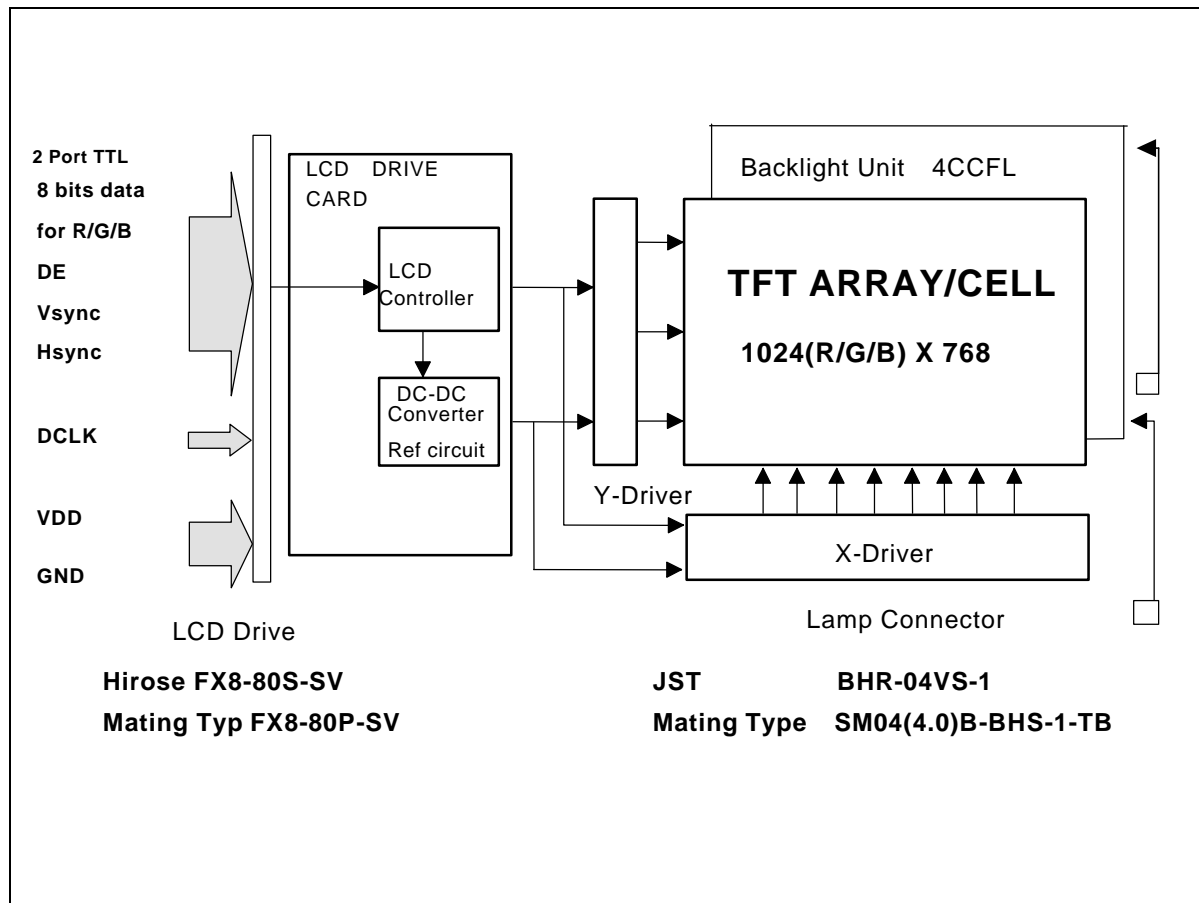 2 Port TTL
8 bits data
for R/G/B
DE
Vsync
Hsync
DCLK
VDD
GND
LCD DRIVE
CARD
LCD
Controller
DC-DC
Converter
Ref circuit
Backlight Unit 4CCFL
TFT ARRAY/CELL
1024(R/G/B) X 768
Y-Driver
X-Driver
LCD Drive
Lamp Connector
Hirose FX8-80S-SV
Mating Typ FX8-80P-SV
JST BHR-04VS-1
Mating Type SM04(4.0)B-BHS-1-TB